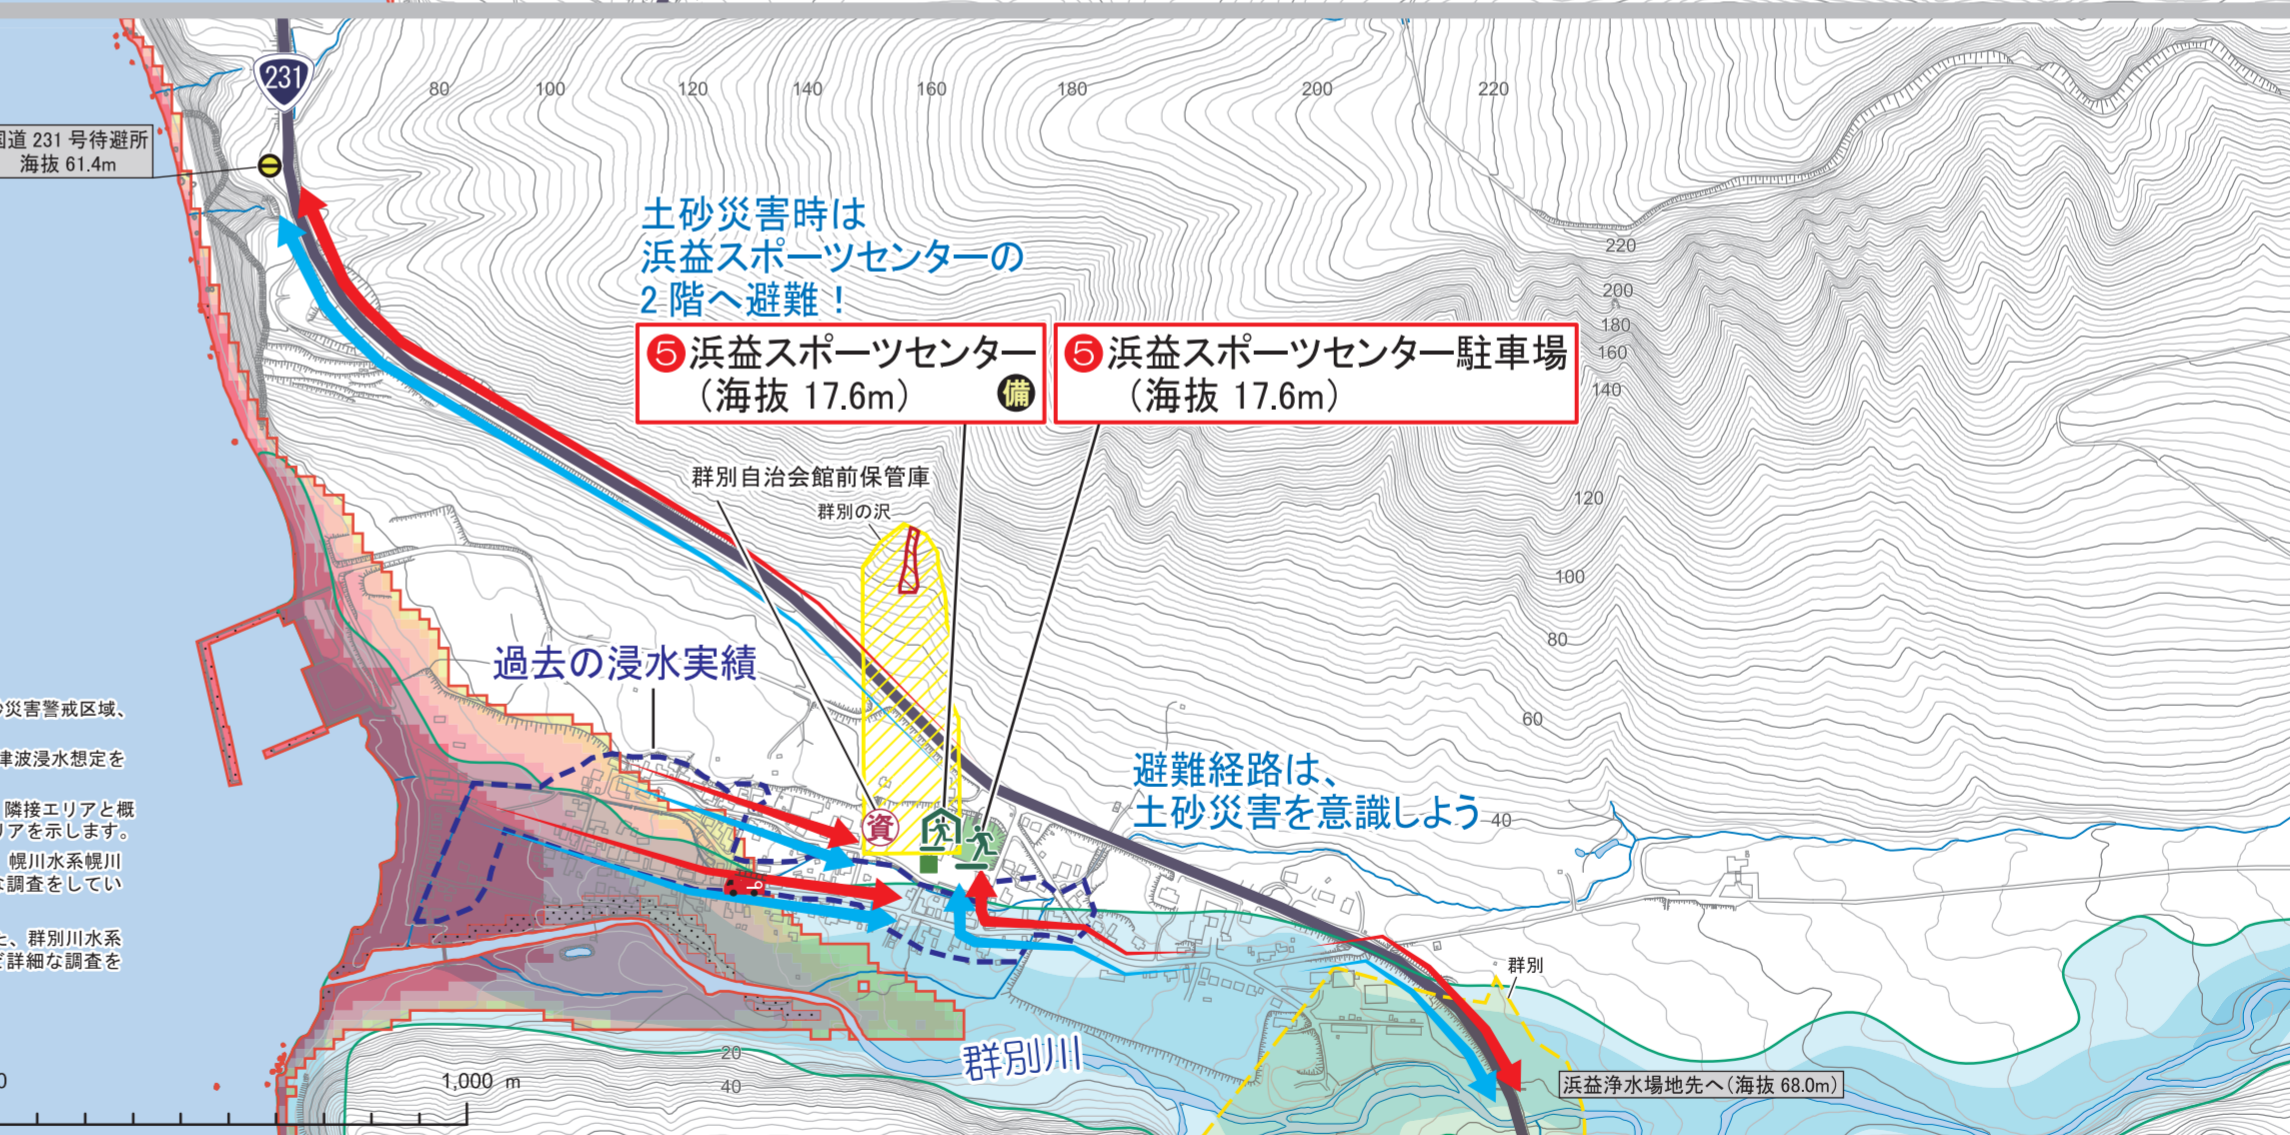 231
80
100
120
140
160
180
200
220
国道 231 号待避所
海抜 61.4m
土砂災害時は
浜益スポーツセンターの
2 階へ避難！
❺浜益スポーツセンター
（海抜 17.6m） 備
❺浜益スポーツセンター駐車場
（海抜 17.6m）
220
200
180
160
140
120
100
80
60
40
群別自治会館前保管庫
群別の沢
過去の浸水実績
避難経路は、
土砂災害を意識しよう
資
砂災害警戒区域、
津波浸水想定を
隣接エリアと概
リアを示します。
幌川水系幌川
な調査をしてい
、群別川水系
ど詳細な調査を
群別
群別川
20
40
浜益浄水場地先へ（海抜 68.0m）
0
1,000 m